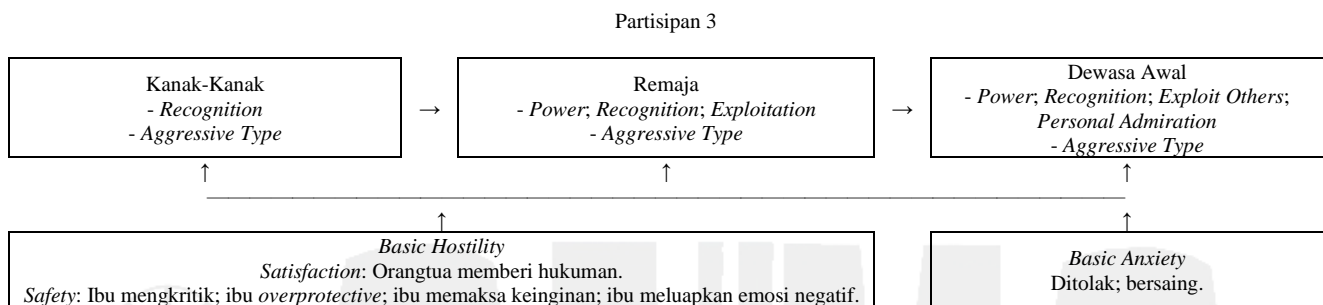 Partisipan 3
Kanak-Kanak
- Recognition
- Aggressive Type
→
Remaja
- Power; Recognition; Exploitation
- Aggressive Type
→
Dewasa Awal
- Power; Recognition; Exploit Others;
Personal Admiration
- Aggressive Type
↑ ↑ ↑
↑ ↑
Basic Hostility
Satisfaction: Orangtua memberi hukuman.
Safety: Ibu mengkritik; ibu overprotective; ibu memaksa keinginan; ibu meluapkan emosi negatif.
Basic Anxiety
Ditolak; bersaing.